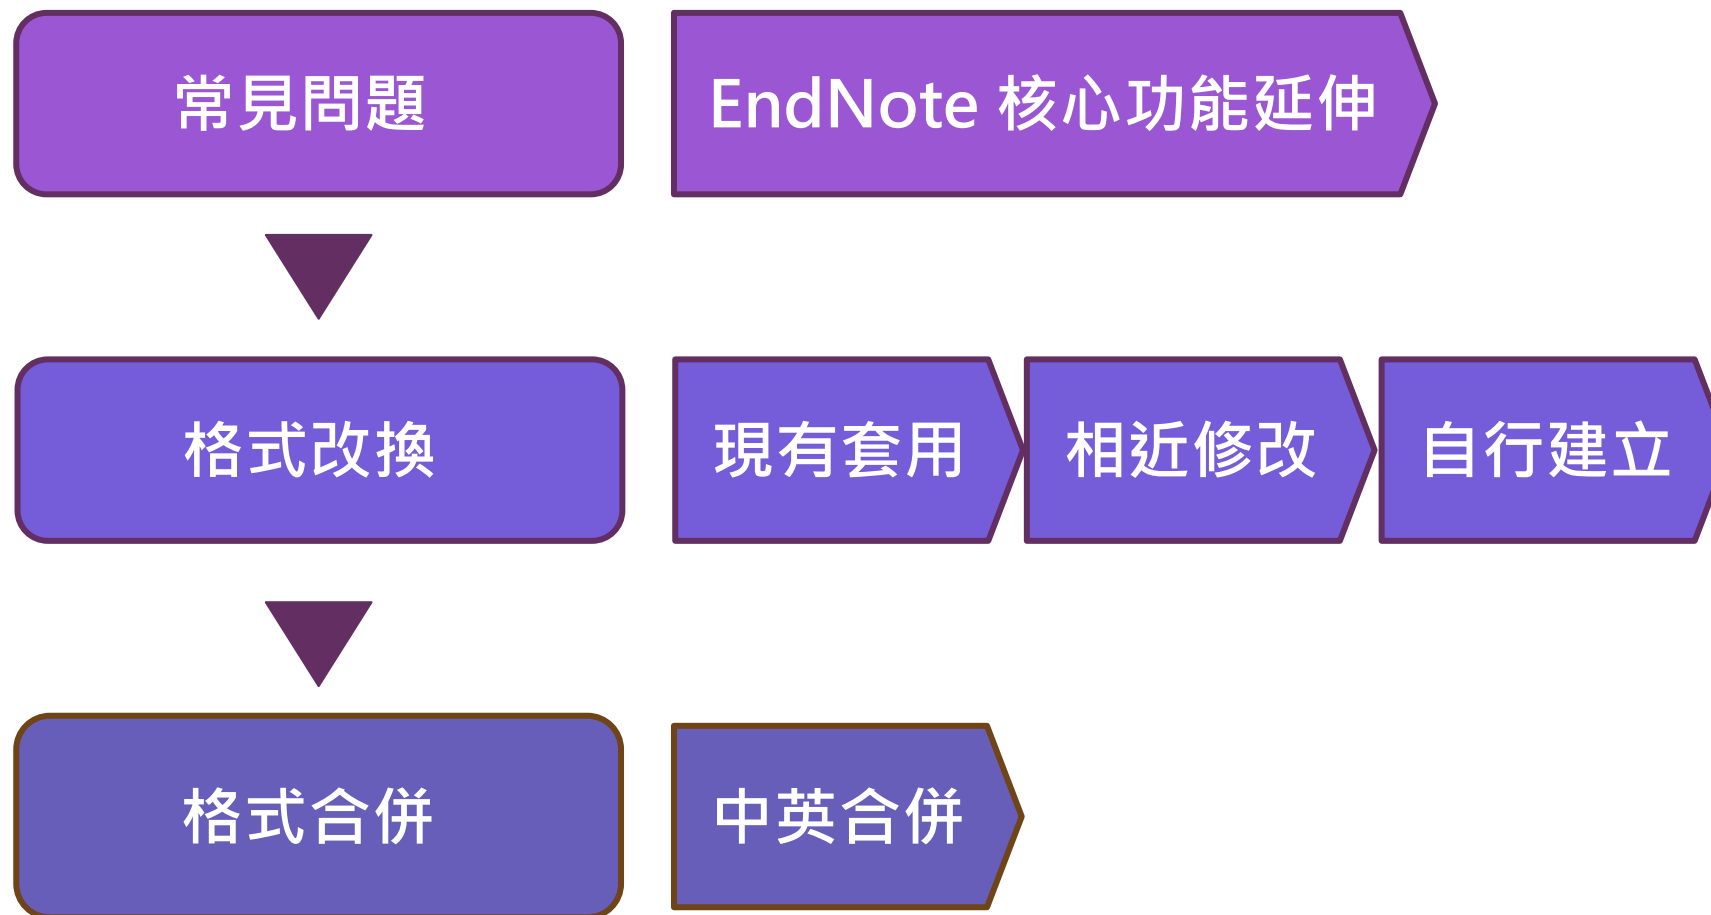 常見問題
EndNote 核心功能延伸
格式改換
現有套用
相近修改
自行建立
格式合併
中英合併